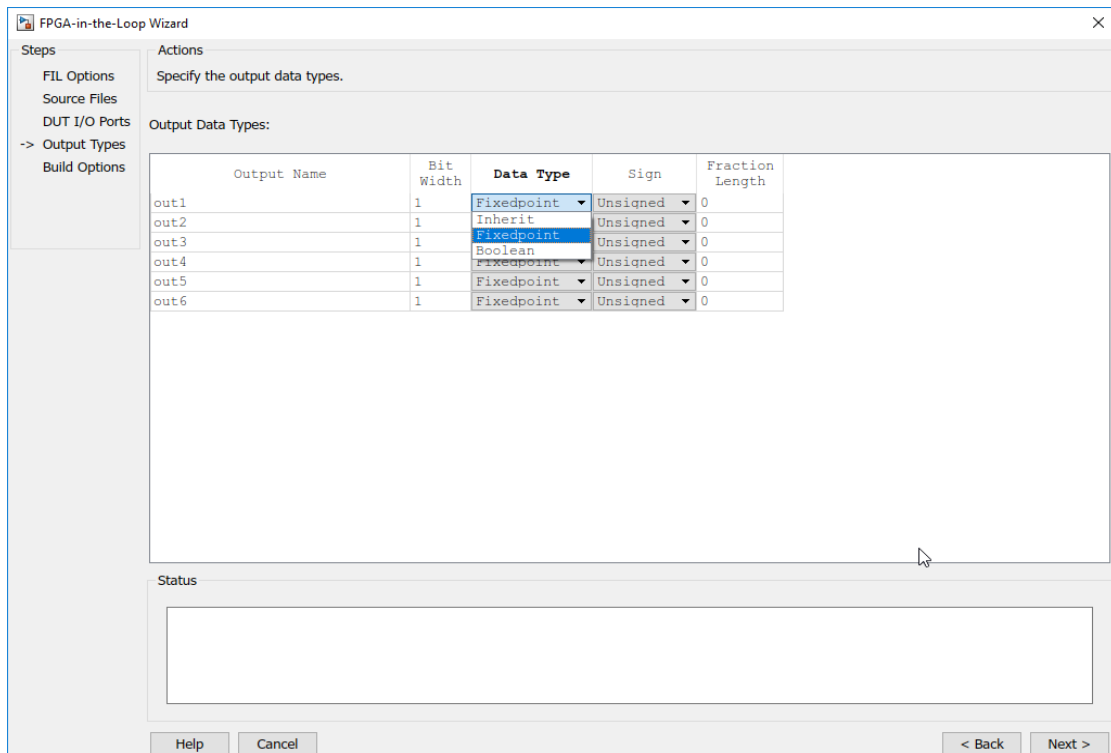 FPGA-in-the-Loop Wizard
Steps
FIL Options
Source Files
DUT I/O Ports
-> Output Types
Build Options
Actions
Specify the output data types.
Output Data Types:
Output Name Bit Width Data Type Sign Fraction Length
out1 1 Fixedpoint Unsigned 0
Inherit
Fixedpoint
Boolean
out2 1 Unsigned 0
out3 1 Unsigned 0
out4 1 Fixedpoint Unsigned 0
out5 1 Fixedpoint Unsigned 0
out6 1 Fixedpoint Unsigned 0
Status
Help Cancel < Back Next >